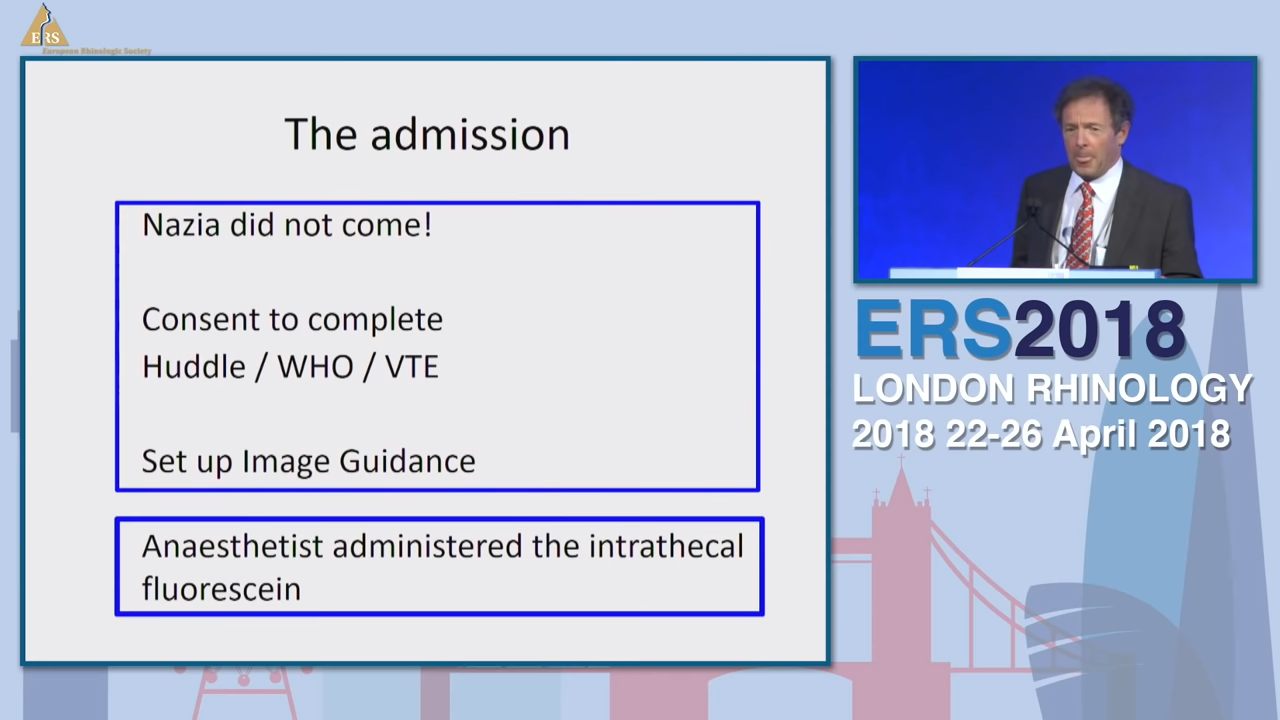 ERS
European Rhinologic Society
The admission
Nazia did not come!
Consent to complete
Huddle / WHO / VTE
Set up Image Guidance
Anaesthetist administered the intrathecal
fluorescein
ERS2018
LONDON RHINOLOGY
2018 22-26 April 2018